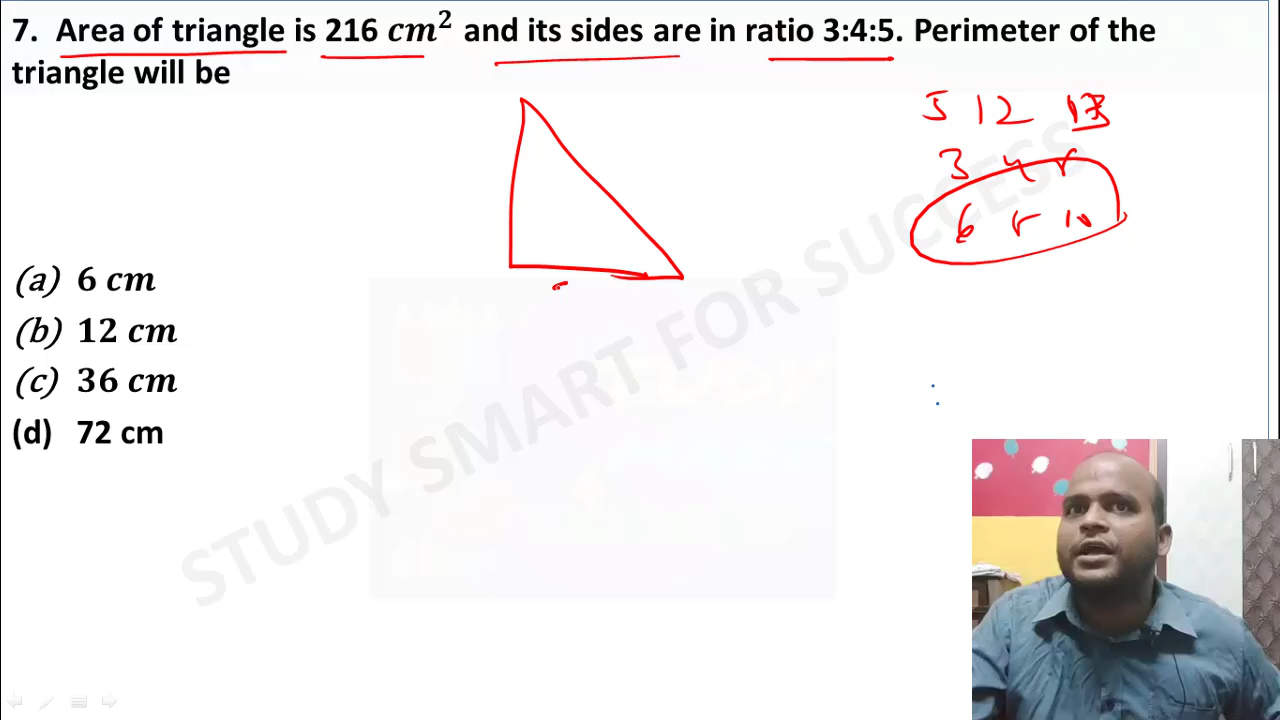 7. Area of triangle is 216 cm² and its sides are in ratio 3:4:5. Perimeter of the
triangle will be
5 12 13
3 4 5
6 10
(a) 6 cm
(b) 12 cm
(c) 36 cm
(d) 72 cm
STUDY SMART FOR SUCCESS